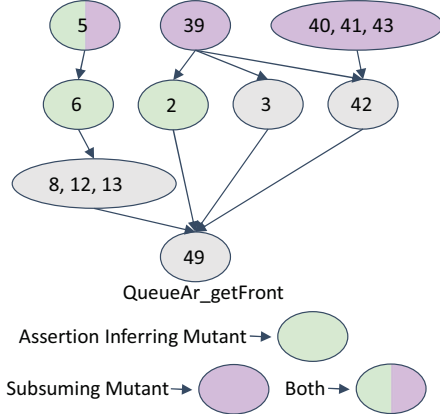 5
39
40, 41, 43
6
2
3
42
8, 12, 13
49
QueueAr_getFront
Assertion Inferring Mutant
Subsuming Mutant
Both